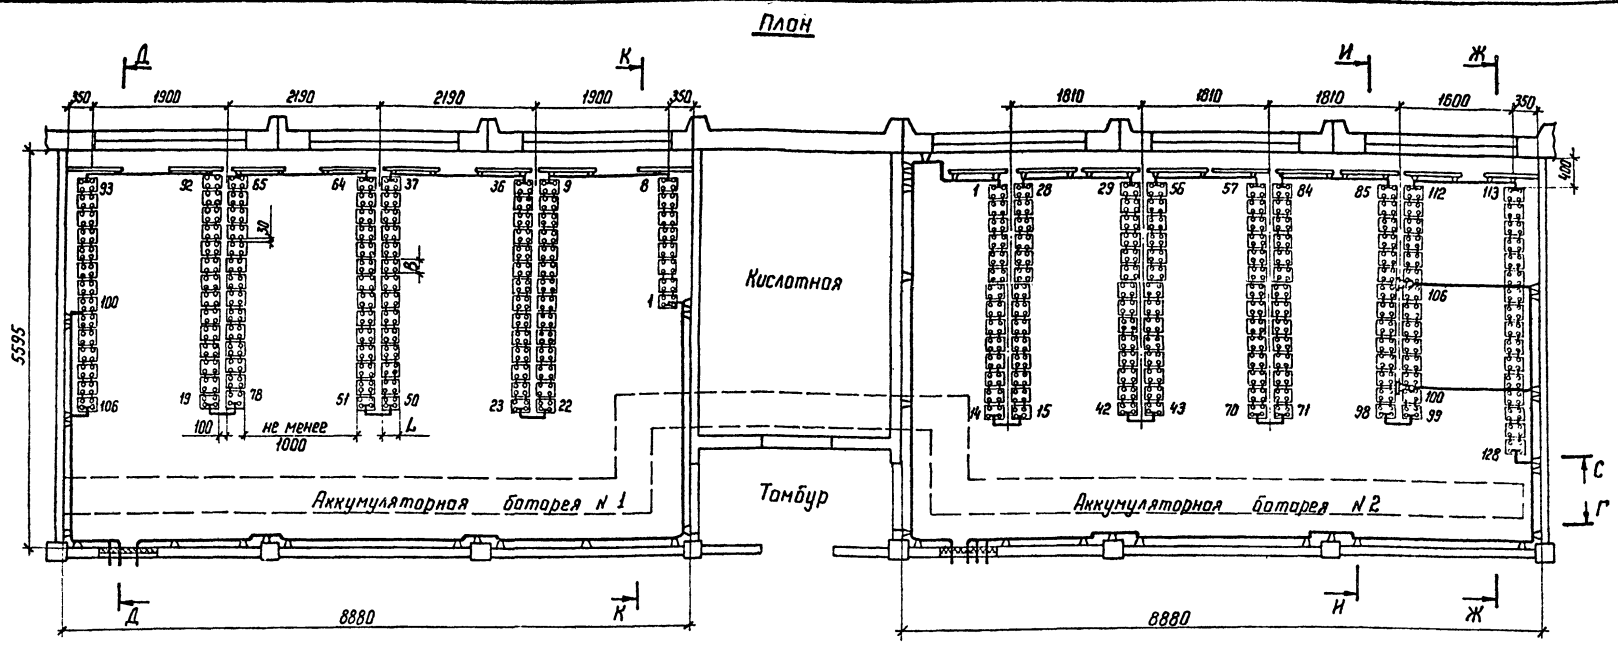 План
Д К И Ж
350 1900 2190 2190 1900 350 1810 1810 1810 1600 350
400
93 92 65 64 37 36 9 8 1 28 29 56 57 84 85 112 113
30
В
5595
100 1 Кислотная 106
106 19 78 51 50 23 22 14 15 42 43 70 71 98 100 99
100 не менее 1000 L
128
С
Аккумуляторная батарея N 1 Тамбур Аккумуляторная батарея N 2 Г
Д К И Ж
8880 8880